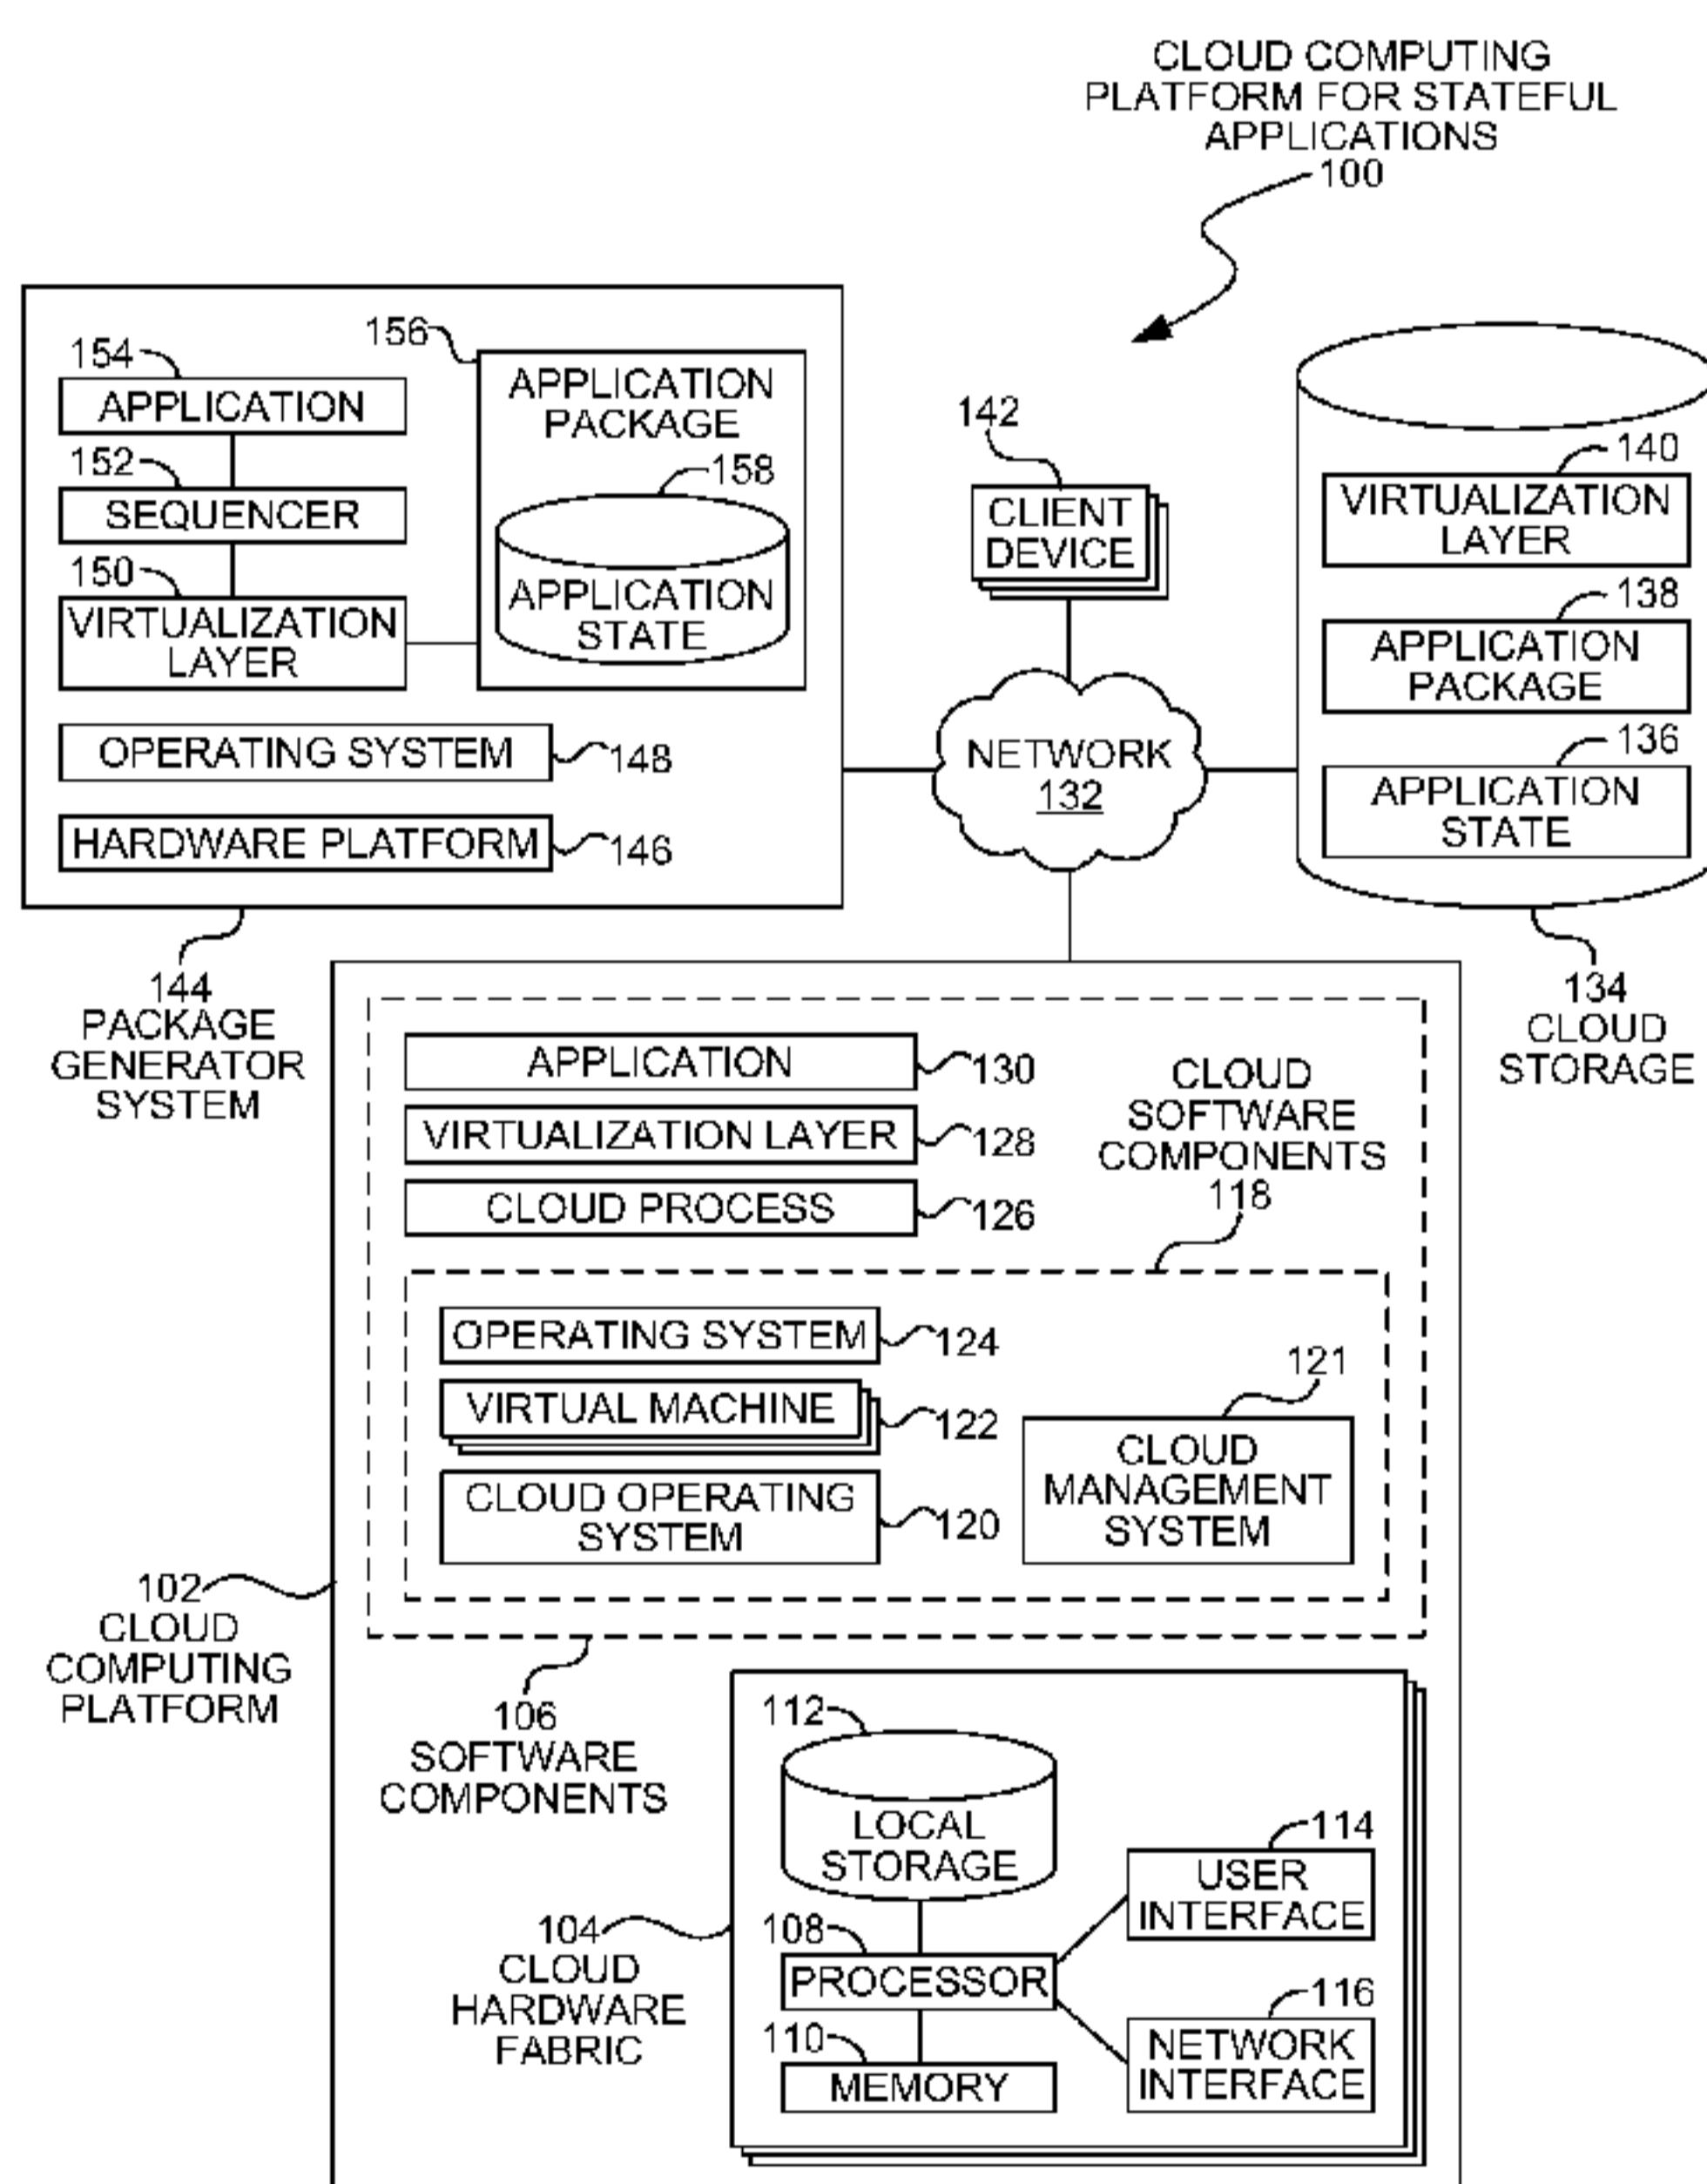 CLOUD COMPUTING
PLATFORM FOR STATEFUL
APPLICATIONS
100
154
APPLICATION
152
SEQUENCER
150
VIRTUALIZATION
LAYER
156
APPLICATION
PACKAGE
158
APPLICATION
STATE
OPERATING SYSTEM
148
HARDWARE PLATFORM
146
144
PACKAGE
GENERATOR
SYSTEM
142
CLIENT
DEVICE
NETWORK
132
140
VIRTUALIZATION
LAYER
138
APPLICATION
PACKAGE
136
APPLICATION
STATE
134
CLOUD
STORAGE
APPLICATION
130
VIRTUALIZATION LAYER
128
CLOUD PROCESS
126
CLOUD
SOFTWARE
COMPONENTS
118
OPERATING SYSTEM
124
VIRTUAL MACHINE
122
CLOUD OPERATING
SYSTEM
120
121
CLOUD
MANAGEMENT
SYSTEM
102
CLOUD
COMPUTING
PLATFORM
106
SOFTWARE
COMPONENTS
112
LOCAL
STORAGE
104
CLOUD
HARDWARE
FABRIC
108
PROCESSOR
110
MEMORY
114
USER
INTERFACE
116
NETWORK
INTERFACE